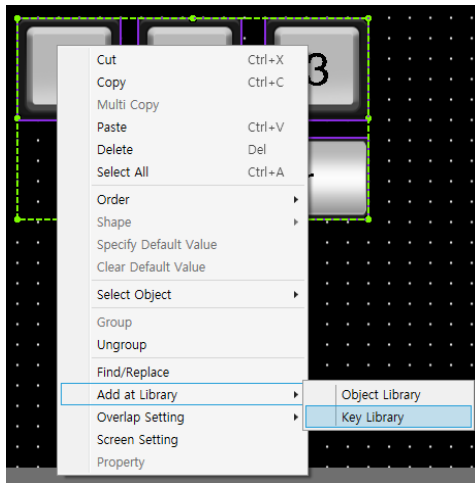 3
Cut Ctrl+X
Copy Ctrl+C
Multi Copy
Paste Ctrl+V
Delete Del
Select All Ctrl+A
Order
Shape
Specify Default Value
Clear Default Value
Select Object
Group
Ungroup
Find/Replace
Add at Library
Object Library
Overlap Setting
Key Library
Screen Setting
Property